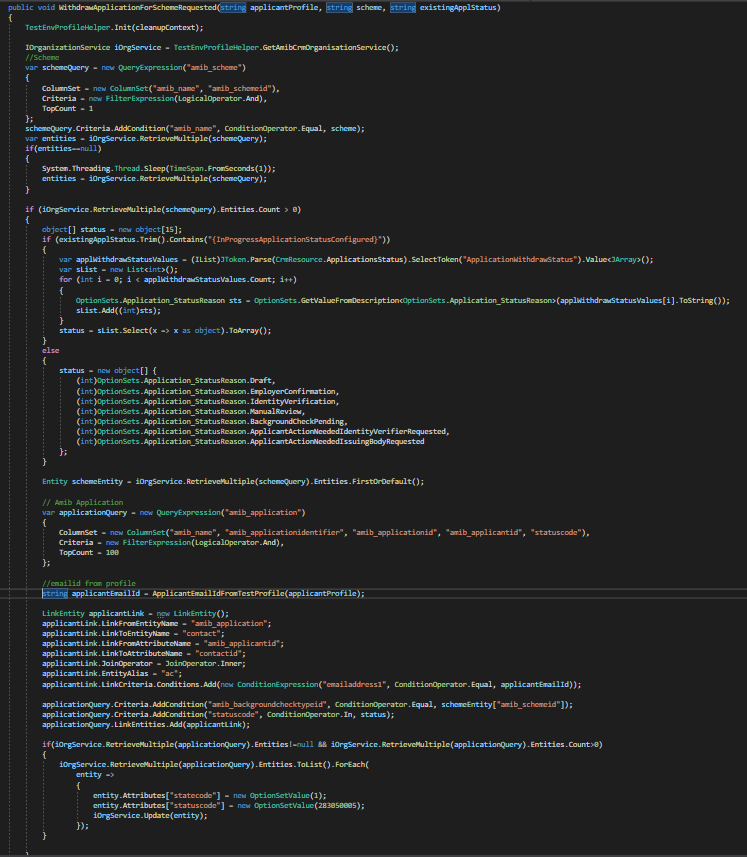 public void WithdrawApplicationForSchemeRequested(string applicantProfile, string scheme, string existingApplStatus)
{
TestEnvProfileHelper.Init(cleanupContext);
IOrganizationService iOrgService = TestEnvProfileHelper.GetAmibCrmOrganisationService();
//Scheme
var schemeQuery = new QueryExpression("amib_scheme")
{
ColumnSet = new ColumnSet("amib_name", "amib_schemeid"),
Criteria = new FilterExpression(LogicalOperator.And),
TopCount = 1
};
schemeQuery.Criteria.AddCondition("amib_name", ConditionOperator.Equal, scheme);
var entities = iOrgService.RetrieveMultiple(schemeQuery);
if(entities==null)
{
System.Threading.Thread.Sleep(TimeSpan.FromSeconds(1));
entities = iOrgService.RetrieveMultiple(schemeQuery);
}
if (iOrgService.RetrieveMultiple(schemeQuery).Entities.Count > 0)
{
object[] status = new object[15];
if (existingApplStatus.Trim().Contains("{InProgressApplicationStatusConfigured}"))
{
var applWithdrawStatusValues = (IList)JToken.Parse(CrmResource.ApplicationsStatus).SelectToken("ApplicationWithdrawStatus").Value<JArray>();
var sList = new List<int>();
for (int i = 0; i < applWithdrawStatusValues.Count; i++)
{
OptionSets.Application_StatusReason sts = OptionSets.GetValueFromDescription<OptionSets.Application_StatusReason>(applWithdrawStatusValues[i].ToString());
sList.Add((int)sts);
}
status = sList.Select(x => x as object).ToArray();
}
else
{
status = new object[] {
(int)OptionSets.Application_StatusReason.Draft,
(int)OptionSets.Application_StatusReason.EmployerConfirmation,
(int)OptionSets.Application_StatusReason.IdentityVerification,
(int)OptionSets.Application_StatusReason.ManualReview,
(int)OptionSets.Application_StatusReason.BackgroundCheckPending,
(int)OptionSets.Application_StatusReason.ApplicantActionNeededIdentityVerifierRequested,
(int)OptionSets.Application_StatusReason.ApplicantActionNeededIssuingBodyRequested
};
}
Entity schemeEntity = iOrgService.RetrieveMultiple(schemeQuery).Entities.FirstOrDefault();
// Amib Application
var applicationQuery = new QueryExpression("amib_application")
{
ColumnSet = new ColumnSet("amib_name", "amib_applicationidentifier", "amib_applicationid", "amib_applicantid", "statuscode"),
Criteria = new FilterExpression(LogicalOperator.And),
TopCount = 100
};
//emailid from profile
string applicantEmailId = ApplicantEmailIdFromTestProfile(applicantProfile);
LinkEntity applicantLink = new LinkEntity();
applicantLink.LinkFromEntityName = "amib_application";
applicantLink.LinkToEntityName = "contact";
applicantLink.LinkFromAttributeName = "amib_applicantid";
applicantLink.LinkToAttributeName = "contactid";
applicantLink.JoinOperator = JoinOperator.Inner;
applicantLink.EntityAlias = "ac";
applicantLink.LinkCriteria.Conditions.Add(new ConditionExpression("emailaddress1", ConditionOperator.Equal, applicantEmailId));
applicationQuery.Criteria.AddCondition("amib_backgroundchecktypeid", ConditionOperator.Equal, schemeEntity["amib_schemeid"]);
applicationQuery.Criteria.AddCondition("statuscode", ConditionOperator.In, status);
applicationQuery.LinkEntities.Add(applicantLink);
if(iOrgService.RetrieveMultiple(applicationQuery).Entities!=null && iOrgService.RetrieveMultiple(applicationQuery).Entities.Count>0)
{
iOrgService.RetrieveMultiple(applicationQuery).Entities.ToList().ForEach(
entity =>
{
entity.Attributes["statecode"] = new OptionSetValue(1);
entity.Attributes["statuscode"] = new OptionSetValue(283050005);
iOrgService.Update(entity);
});
}
}